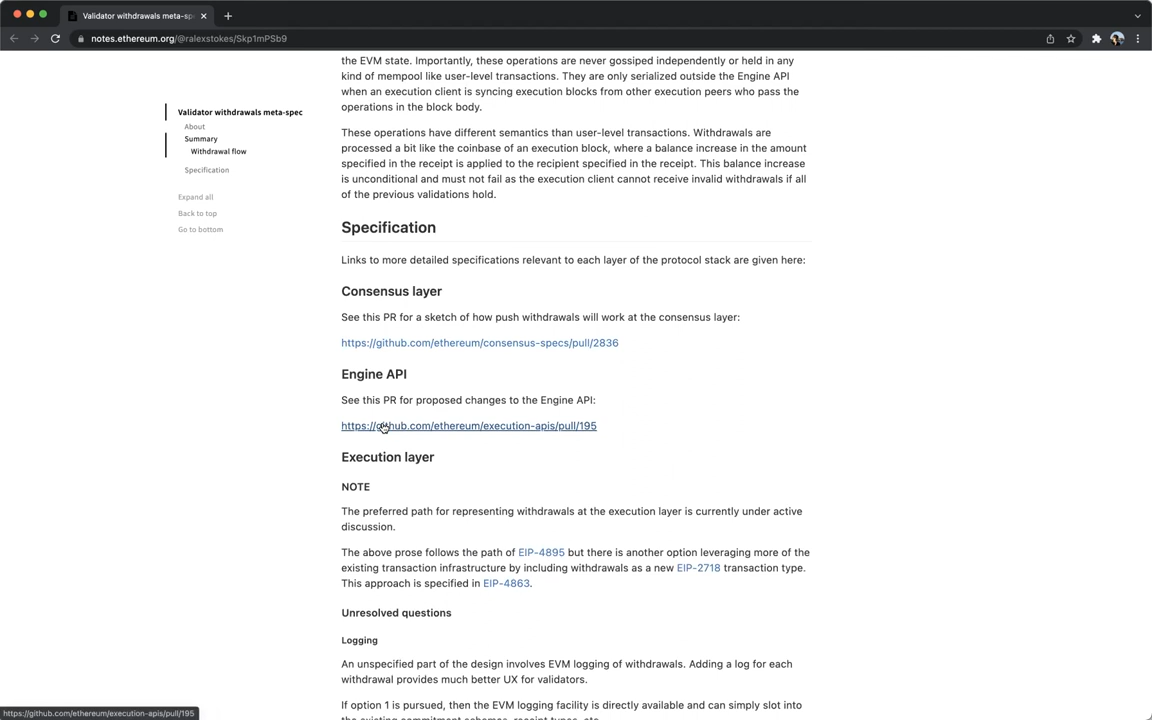 Validator withdrawals meta-sp
notes.ethereum.org/@ralexstokes/Skp1mPSb9
the EVM state. Importantly, these operations are never gossiped independently or held in any
kind of mempool like user-level transactions. They are only serialized outside the Engine API
when an execution client is syncing execution blocks from other execution peers who pass the
operations in the block body.
These operations have different semantics than user-level transactions. Withdrawals are
processed a bit like the coinbase of an execution block, where a balance increase in the amount
specified in the receipt is applied to the recipient specified in the receipt. This balance increase
is unconditional and must not fail as the execution client cannot receive invalid withdrawals if all
of the previous validations hold.
Validator withdrawals meta-spec
About
Summary
Withdrawal flow
Specification
Expand all
Back to top
Go to bottom
Specification
Links to more detailed specifications relevant to each layer of the protocol stack are given here:
Consensus layer
See this PR for a sketch of how push withdrawals will work at the consensus layer:
https://github.com/ethereum/consensus-specs/pull/2836
Engine API
See this PR for proposed changes to the Engine API:
https://github.com/ethereum/execution-apis/pull/195
Execution layer
NOTE
The preferred path for representing withdrawals at the execution layer is currently under active
discussion.
The above prose follows the path of EIP-4895 but there is another option leveraging more of the
existing transaction infrastructure by including withdrawals as a new EIP-2718 transaction type.
This approach is specified in EIP-4863.
Unresolved questions
Logging
An unspecified part of the design involves EVM logging of withdrawals. Adding a log for each
withdrawal provides much better UX for validators.
If option 1 is pursued, then the EVM logging facility is directly available and can simply slot into
the existing commitment schemes, receipt types, etc.
https://github.com/ethereum/execution-apis/pull/195